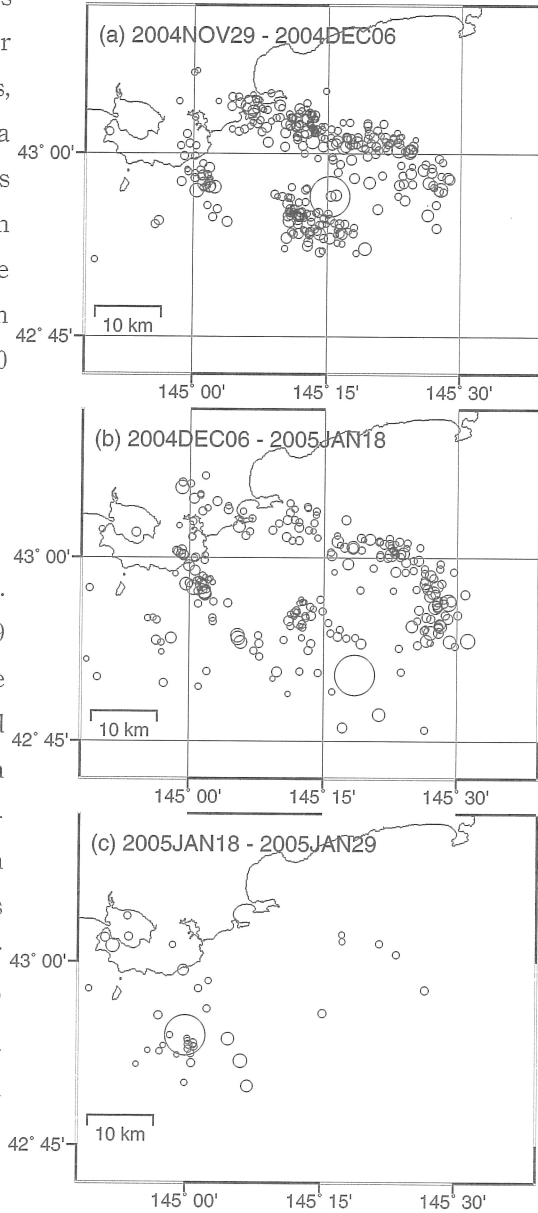 (a) 2004NOV29 - 2004DEC06
43° 00'
10 km
42° 45'
145° 00' 145° 15' 145° 30'
(b) 2004DEC06 - 2005JAN18
43° 00'
10 km
42° 45'
145° 00' 145° 15' 145° 30'
(c) 2005JAN18 - 2005JAN29
43° 00'
10 km
42° 45'
145° 00' 145° 15' 145° 30'